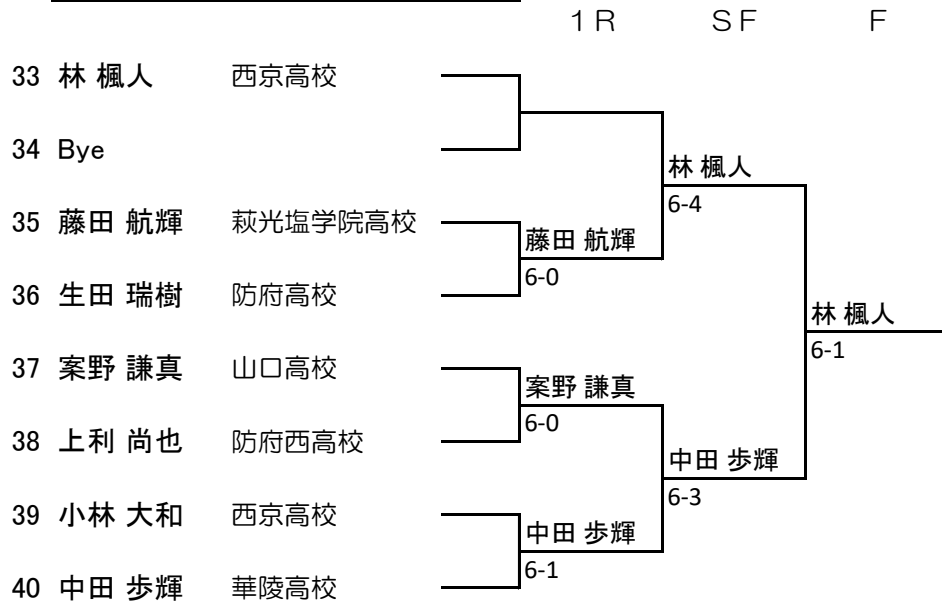 1R SF F
33 林 楓人 西京高校
34 Bye
林 楓人
6-4
35 藤田 航輝 萩光塩学院高校
藤田 航輝
6-0
36 生田 瑞樹 防府高校
林 楓人
6-1
37 案野 謙真 山口高校
案野 謙真
6-0
38 上利 尚也 防府西高校
中田 歩輝
6-3
39 小林 大和 西京高校
中田 歩輝
6-1
40 中田 歩輝 華陵高校